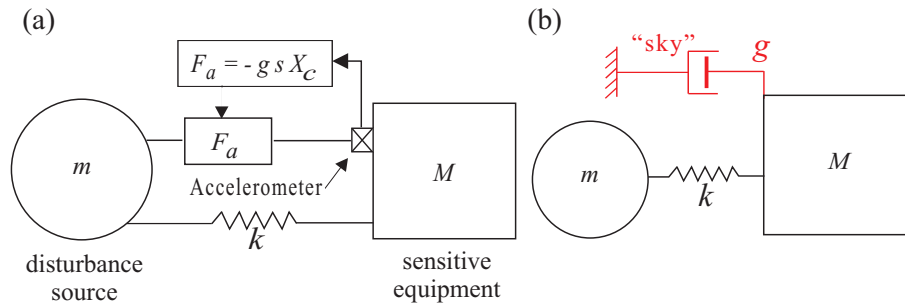 (a)
F_a = - g s X_c
m
F_a
M
Accelerometer
k
disturbance
source
sensitive
equipment
(b)
"sky"
g
m
M
k